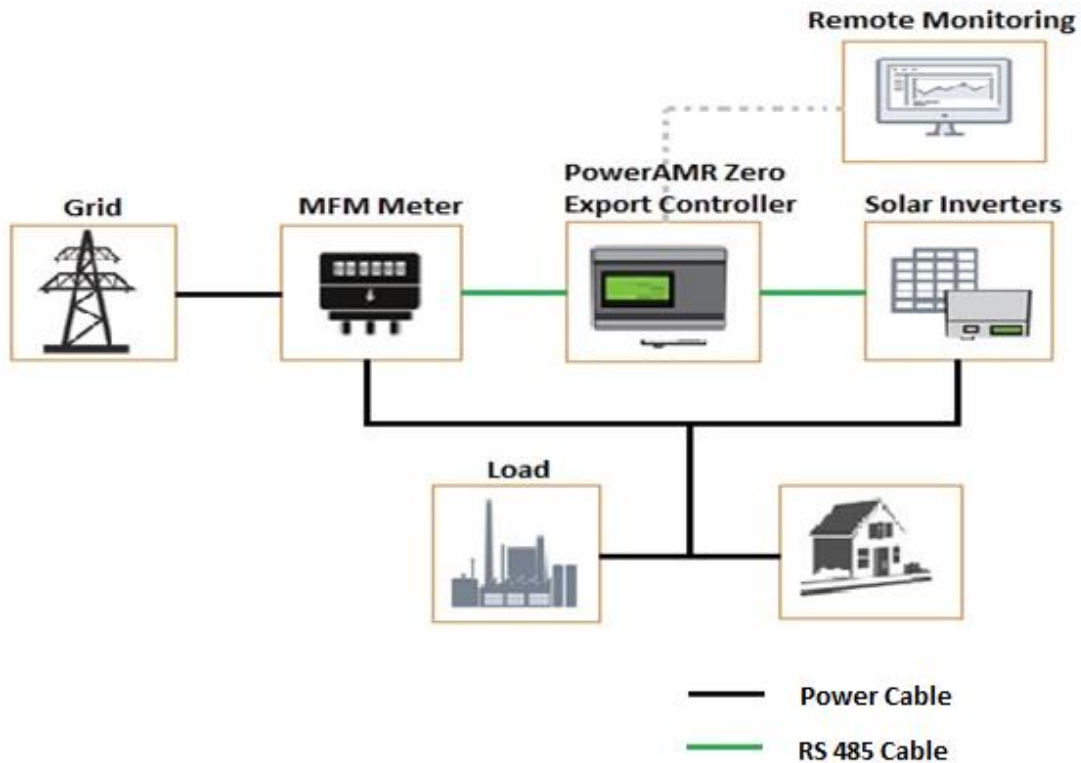 Remote Monitoring
PowerAMR Zero
Export Controller
Grid
MFM Meter
Solar Inverters
Load
Power Cable
RS 485 Cable